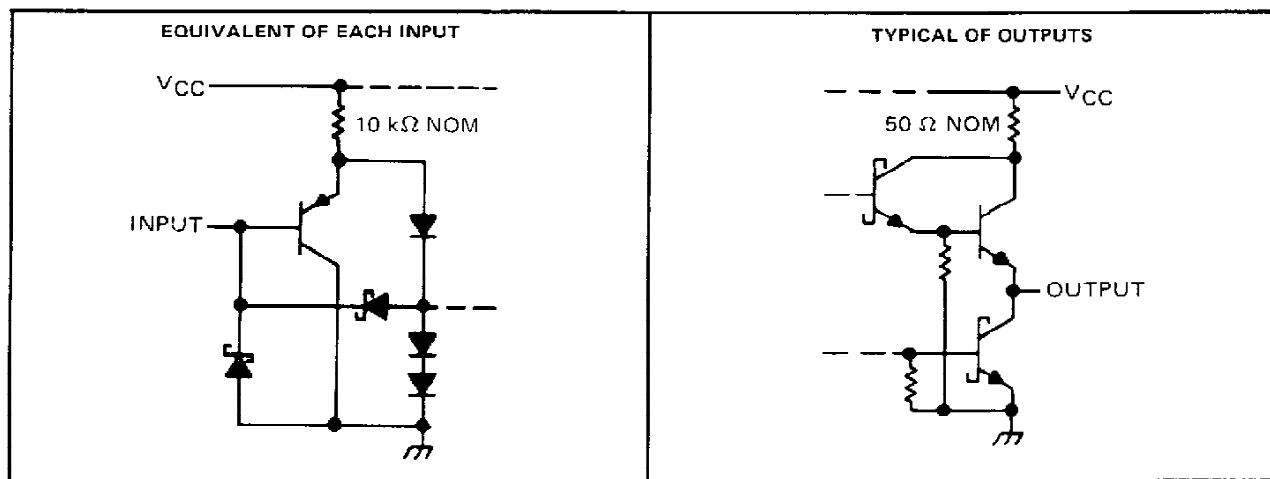 EQUIVALENT OF EACH INPUT
VCC
10 kΩ NOM
INPUT
TYPICAL OF OUTPUTS
VCC
50 Ω NOM
OUTPUT